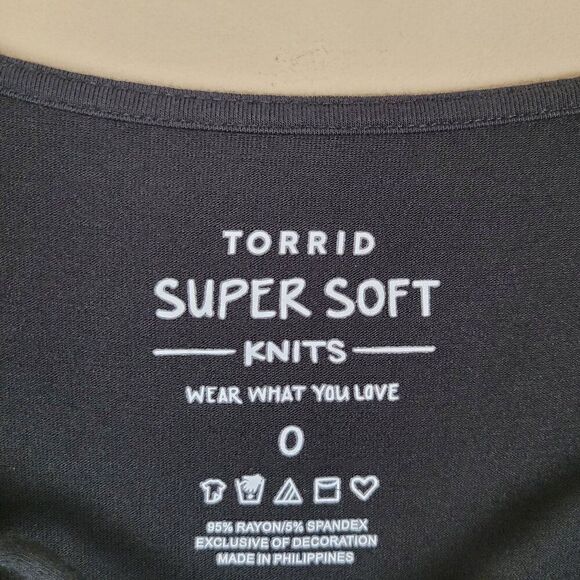 TORRID
SUPER SOFT
KNITS
WEAR WHAT YOU LOVE
0
95% RAYON/5% SPANDEX
EXCLUSIVE OF DECORATION
MADE IN PHILIPPINES